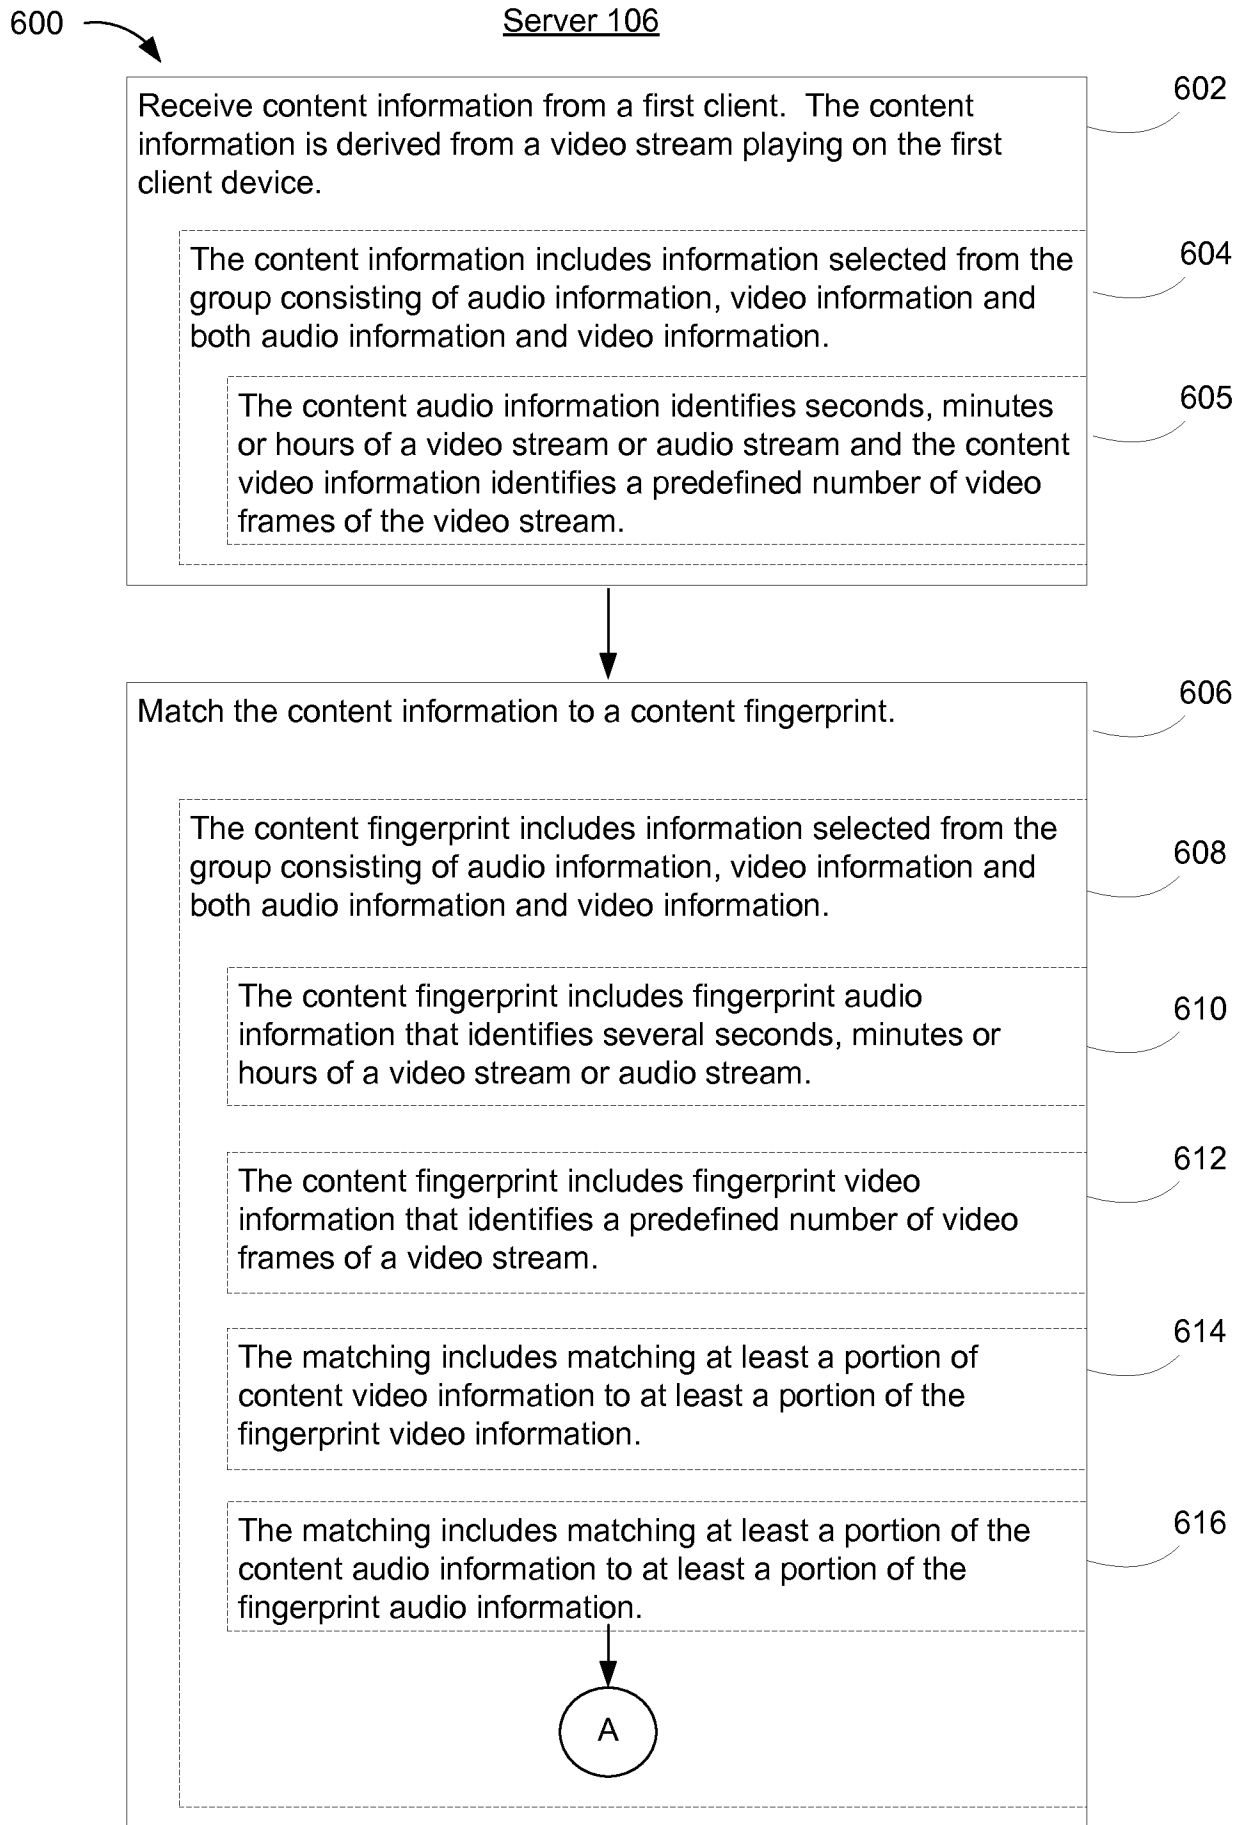 600
Server 106
Receive content information from a first client.  The content
information is derived from a video stream playing on the first
client device.
602
The content information includes information selected from the
group consisting of audio information, video information and
both audio information and video information.
604
The content audio information identifies seconds, minutes
or hours of a video stream or audio stream and the content
video information identifies a predefined number of video
frames of the video stream.
605
Match the content information to a content fingerprint.
606
The content fingerprint includes information selected from the
group consisting of audio information, video information and
both audio information and video information.
608
The content fingerprint includes fingerprint audio
information that identifies several seconds, minutes or
hours of a video stream or audio stream.
610
The content fingerprint includes fingerprint video
information that identifies a predefined number of video
frames of a video stream.
612
The matching includes matching at least a portion of
content video information to at least a portion of the
fingerprint video information.
614
The matching includes matching at least a portion of the
content audio information to at least a portion of the
fingerprint audio information.
616
A